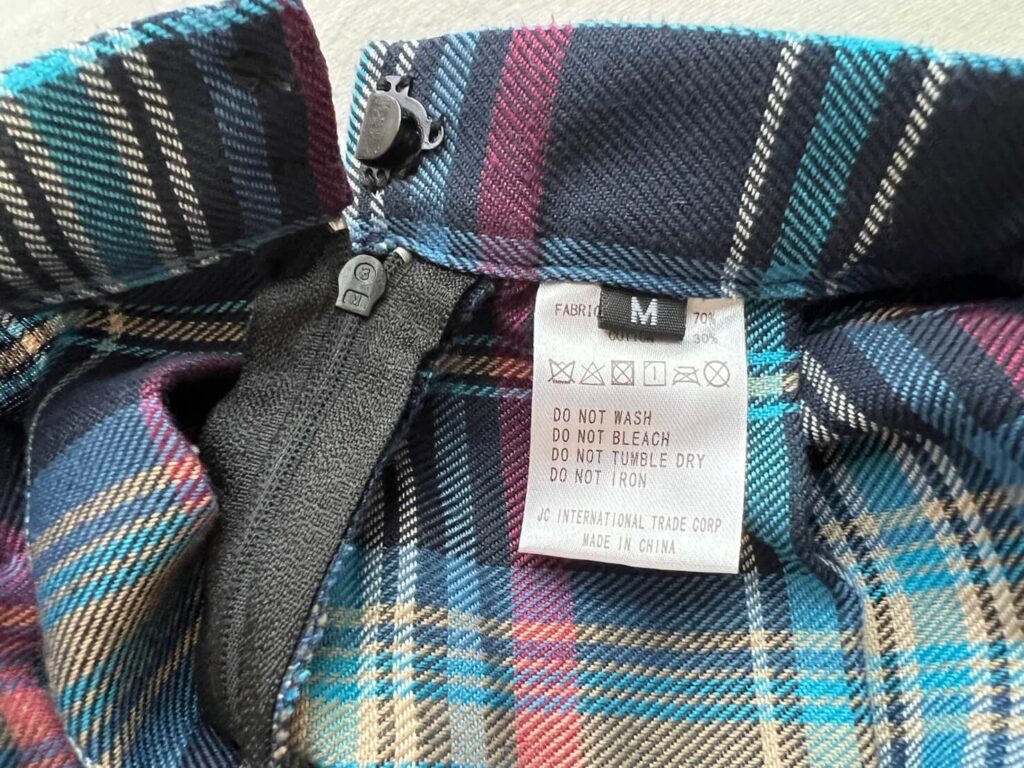 FABRIC
M
70%
COTTON 30%
DO NOT WASH
DO NOT BLEACH
DO NOT TUMBLE DRY
DO NOT IRON
JC INTERNATIONAL TRADE CORP
MADE IN CHINA